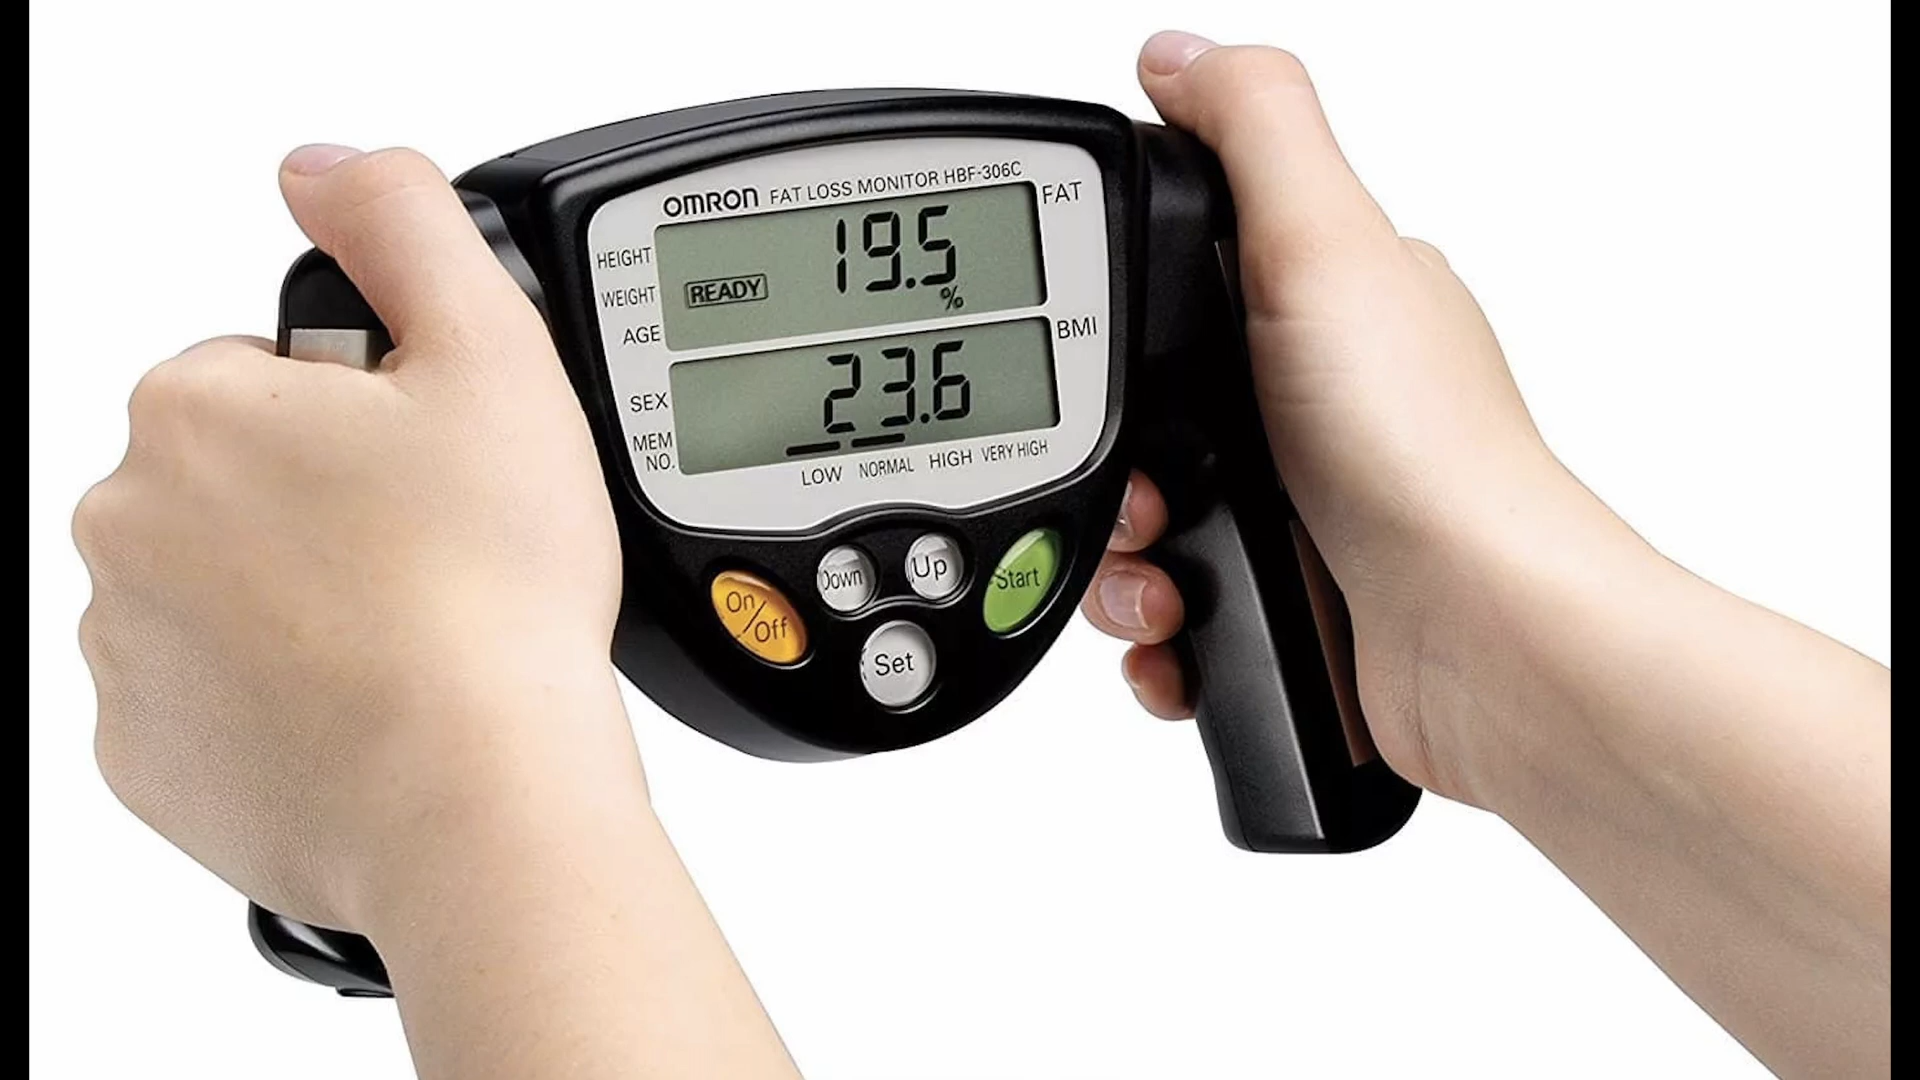 OMRON FAT LOSS MONITOR HBF-306C
FAT
HEIGHT
19.5
WEIGHT
READY
%
AGE
BMI
23.6
SEX
MEM
NO.
LOW NORMAL HIGH VERY HIGH
Down
Up
Start
On/Off
Set